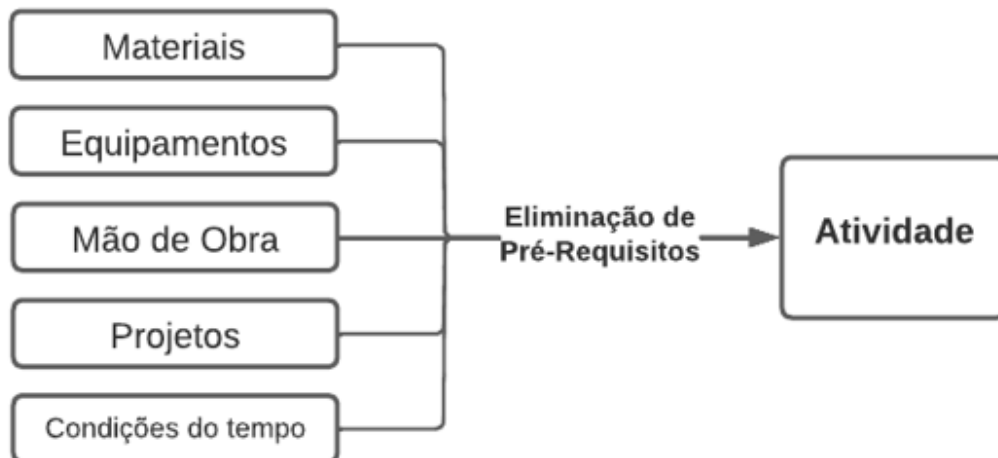 Materiais
Equipamentos
Mão de Obra
Projetos
Condições do tempo
Eliminação de
Pré-Requisitos
Atividade